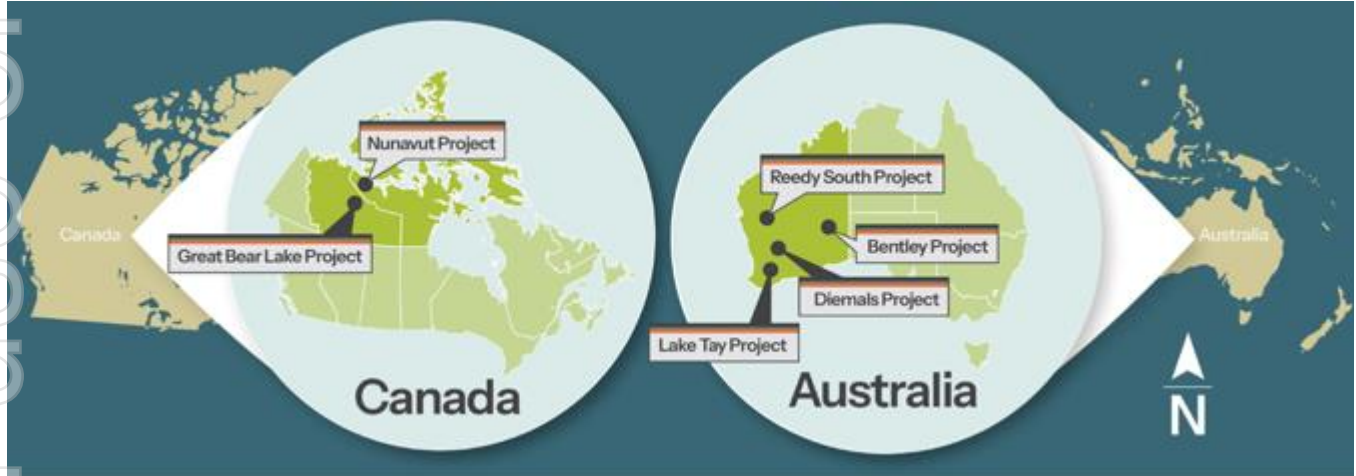 Canada
Nunavut Project
Great Bear Lake Project
Canada
Reedy South Project
Bentley Project
Diemals Project
Lake Tay Project
Australia
Australia
N